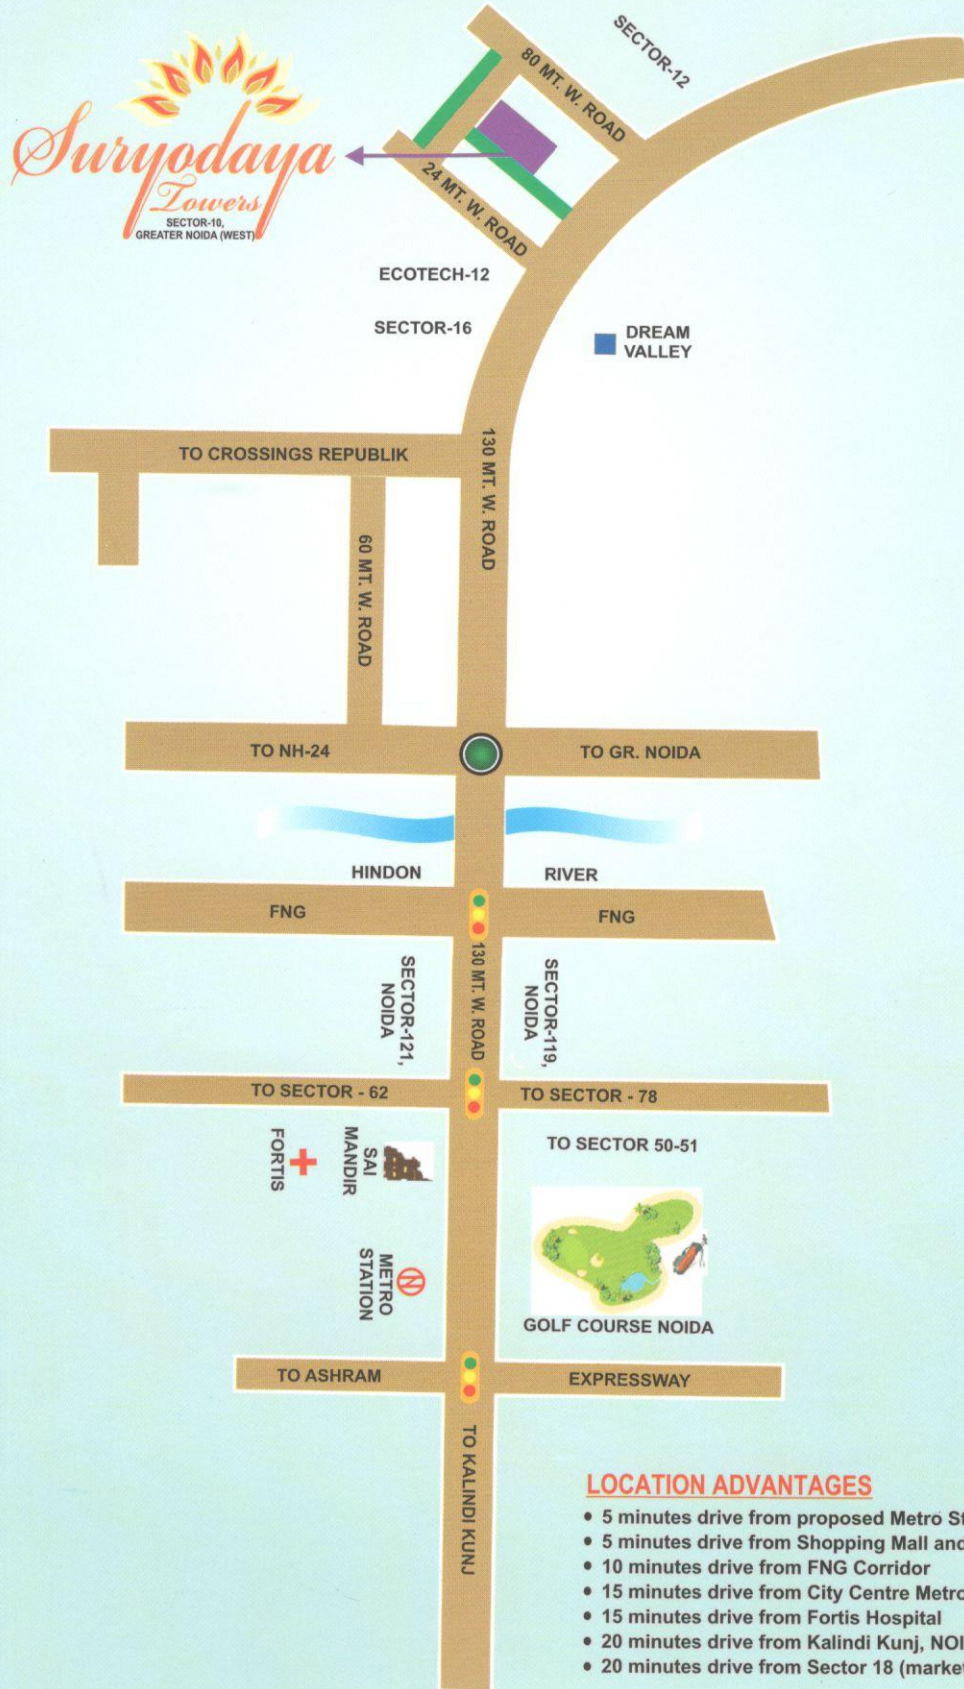 SECTOR-12
80 MT. W. ROAD
Suryodaya
Towers
SECTOR-10,
GREATER NOIDA (WEST)
24 MT. W. ROAD
ECOTECH-12
SECTOR-16
DREAM
VALLEY
TO CROSSINGS REPUBLIK
130 MT. W. ROAD
60 MT. W. ROAD
TO NH-24
TO GR. NOIDA
HINDON
RIVER
FNG
FNG
130 MT. W. ROAD
SECTOR-121,
NOIDA
SECTOR-119,
NOIDA
TO SECTOR - 62
TO SECTOR - 78
TO SECTOR 50-51
FORTIS
SAI
MANDIR
METRO
STATION
GOLF COURSE NOIDA
TO ASHRAM
EXPRESSWAY
TO KALINDI KUNJ
LOCATION ADVANTAGES
• 5 minutes drive from proposed Metro St
• 5 minutes drive from Shopping Mall and
• 10 minutes drive from FNG Corridor
• 15 minutes drive from City Centre Metro
• 15 minutes drive from Fortis Hospital
• 20 minutes drive from Kalindi Kunj, NOI
• 20 minutes drive from Sector 18 (market